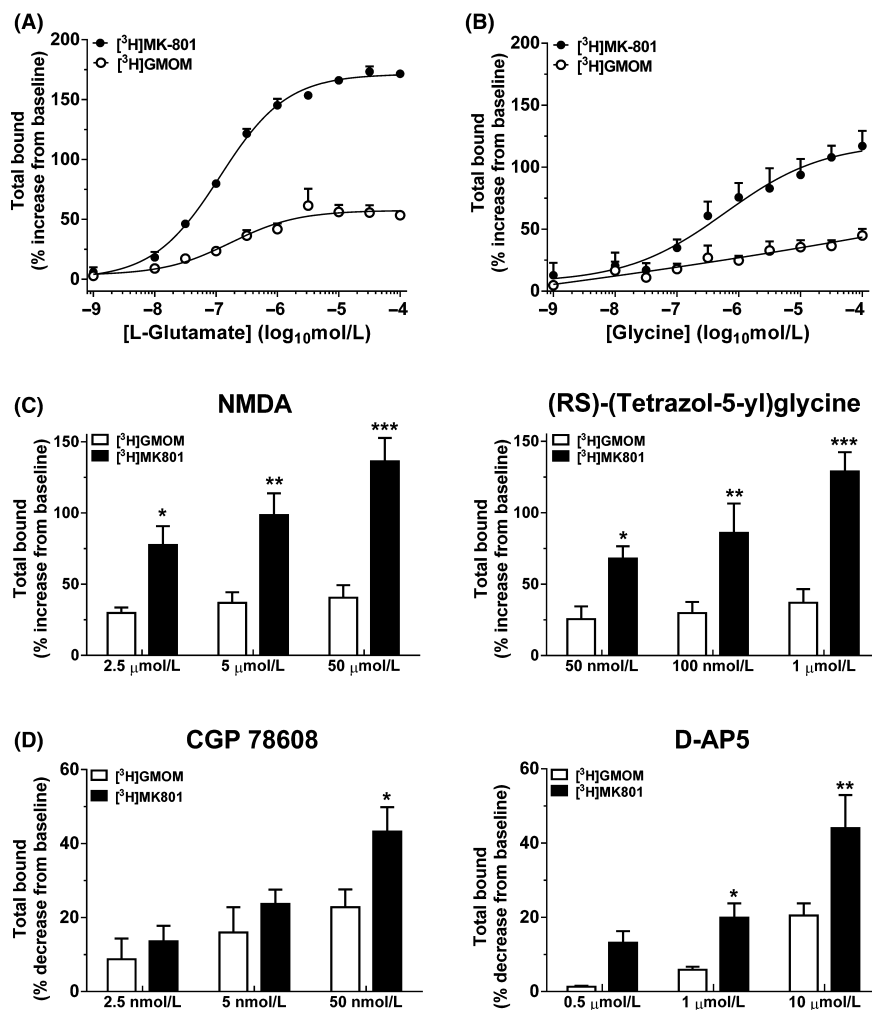 (A)
[³H]MK-801
[³H]GMOM
Total bound
(% increase from baseline)
200
150
100
50
0
−9 −8 −7 −6 −5 −4
[L-Glutamate] (log₁₀mol/L)
(B)
[³H]MK-801
[³H]GMOM
Total bound
(% increase from baseline)
200
150
100
50
0
−9 −8 −7 −6 −5 −4
[Glycine] (log₁₀mol/L)
(C)
NMDA
[³H]GMOM
[³H]MK801
Total bound
(% increase from baseline)
150
100
50
0
* ** ***
2.5 μmol/L 5 μmol/L 50 μmol/L
(RS)-(Tetrazol-5-yl)glycine
[³H]GMOM
[³H]MK801
Total bound
(% increase from baseline)
150
100
50
0
* ** ***
50 nmol/L 100 nmol/L 1 μmol/L
(D)
CGP 78608
[³H]GMOM
[³H]MK801
Total bound
(% decrease from baseline)
60
40
20
0
*
2.5 nmol/L 5 nmol/L 50 nmol/L
D-AP5
[³H]GMOM
[³H]MK801
Total bound
(% decrease from baseline)
60
40
20
0
* **
0.5 μmol/L 1 μmol/L 10 μmol/L